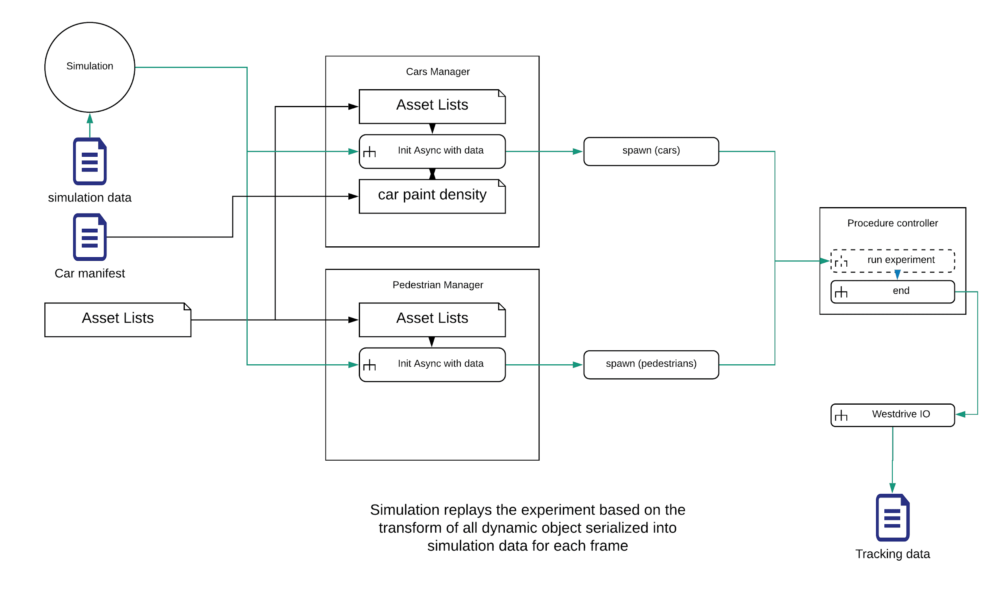 Simulation
simulation data
Car manifest
Asset Lists
Cars Manager
Asset Lists
Init Async with data
car paint density
Pedestrian Manager
Asset Lists
Init Async with data
spawn (cars)
spawn (pedestrians)
Procedure controller
run experiment
end
Westdrive IO
Tracking data
Simulation replays the experiment based on the
transform of all dynamic object serialized into
simulation data for each frame